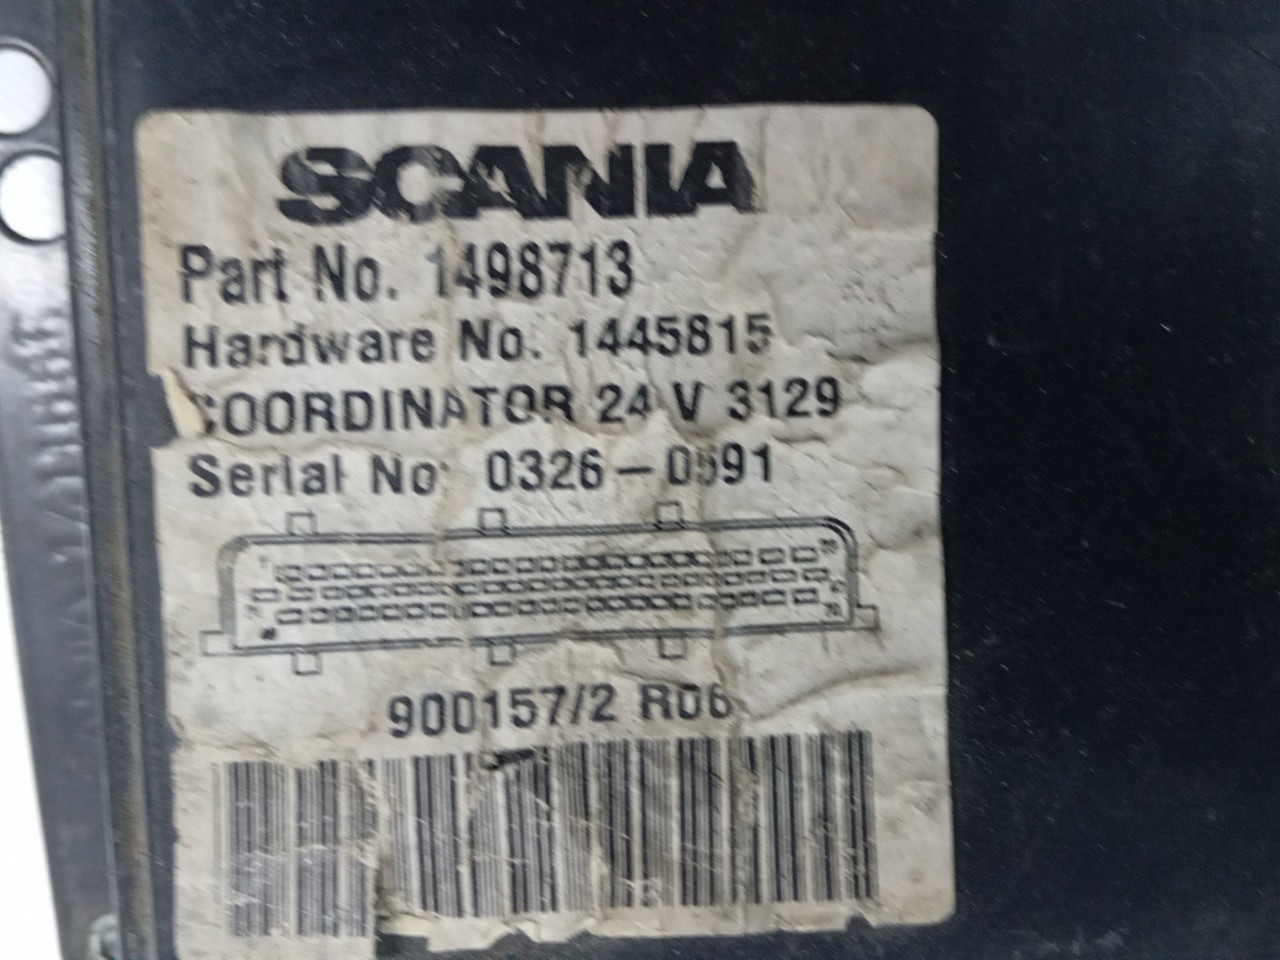 SCANIA
Part No. 1498713
Hardware No. 1445815
COORDINATOR 24 V 3129
Serial No. 0326-0591
900157/2 R06